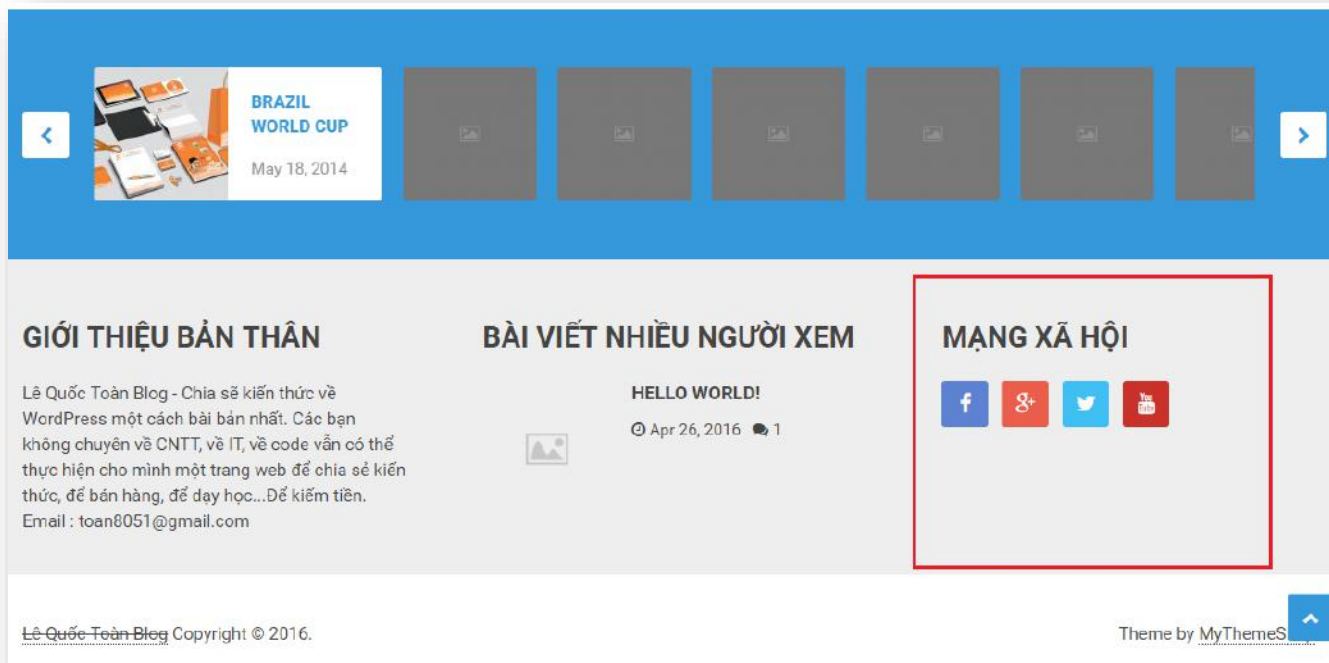 BRAZIL
WORLD CUP
May 18, 2014
GIỚI THIỆU BẢN THÂN
Lê Quốc Toàn Blog - Chia sẽ kiến thức về
WordPress một cách bài bản nhất. Các bạn
không chuyên về CNTT, về IT, về code vẫn có thể
thực hiện cho mình một trang web để chia sẻ kiến
thức, để bán hàng, để dạy học...Dể kiếm tiền.
Email : toan8051@gmail.com
BÀI VIẾT NHIỀU NGƯỜI XEM
HELLO WORLD!
Apr 26, 2016 1
MẠNG XÃ HỘI
f 8+ You Tube
Lê Quốc Toàn Blog Copyright © 2016.
Theme by MyThemeS